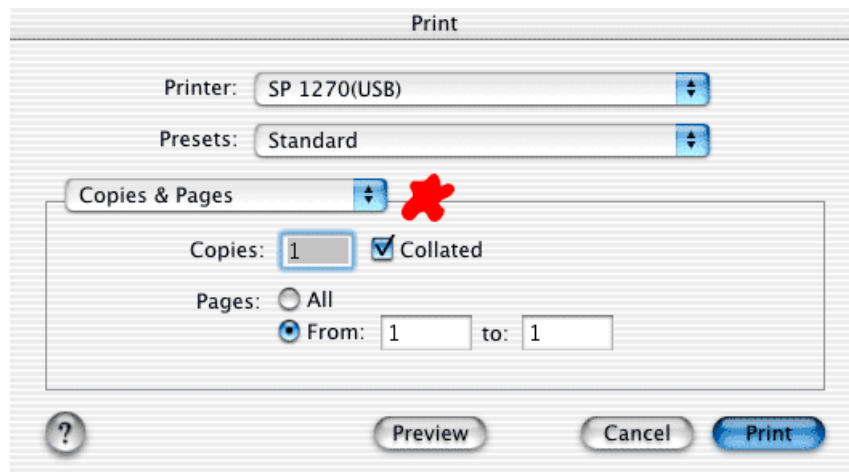 Print
Printer: SP 1270(USB)
Presets: Standard
Copies & Pages
Copies: 1 Collated
Pages: All
From: 1 to: 1
? Preview Cancel Print